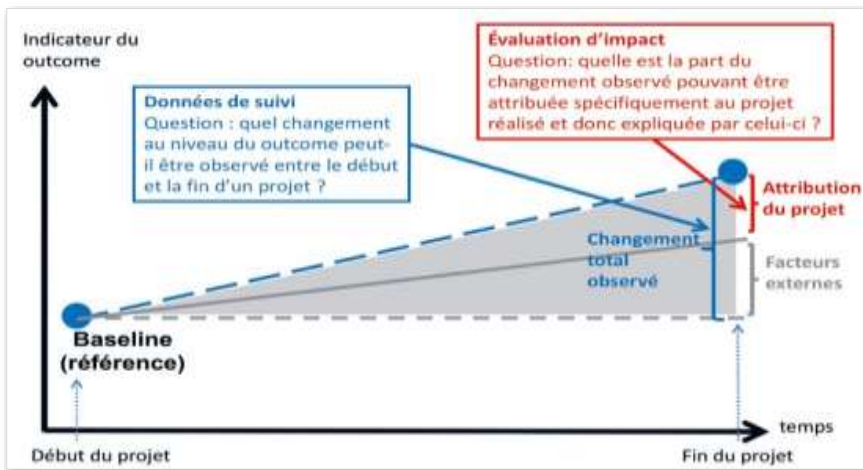 Indicateur du
outcome
Évaluation d’impact
Question: quelle est la part du
changement observé pouvant être
attribuée spécifiquement au projet
réalisé et donc expliquée par celui-ci ?
Données de suivi
Question : quel changement
au niveau du outcome peut-
il être observé entre le début
et la fin d’un projet ?
Attribution
du projet
Changement
total
observé
Facteurs
externes
Baseline
(référence)
temps
Début du projet
Fin du projet